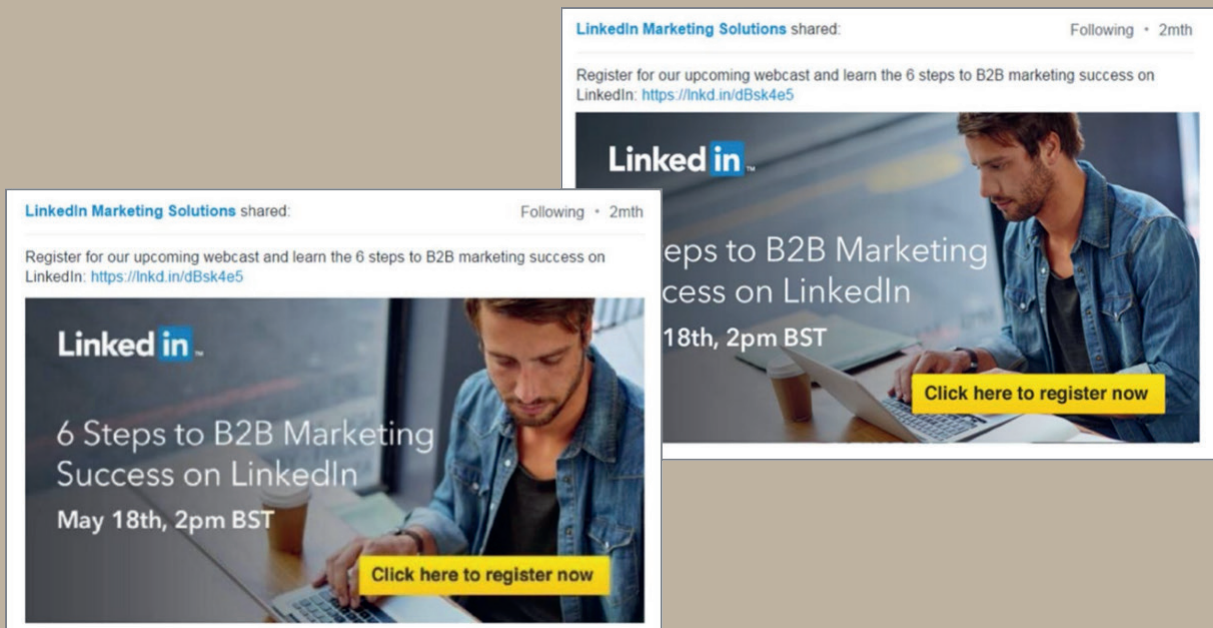 LinkedIn Marketing Solutions shared:
Following • 2mth
Register for our upcoming webcast and learn the 6 steps to B2B marketing success on
LinkedIn: https://lnkd.in/dBsk4e5
Linked in™
eps to B2B Marketing
cess on LinkedIn
18th, 2pm BST
Click here to register now
LinkedIn Marketing Solutions shared:
Following • 2mth
Register for our upcoming webcast and learn the 6 steps to B2B marketing success on
LinkedIn: https://lnkd.in/dBsk4e5
Linked in™
6 Steps to B2B Marketing
Success on LinkedIn
May 18th, 2pm BST
Click here to register now